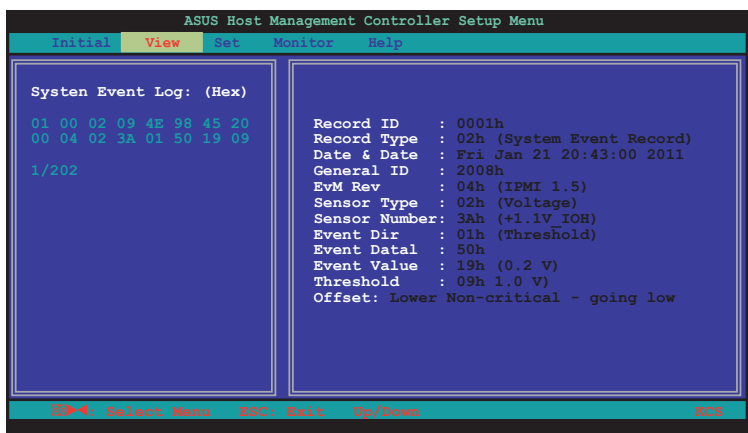 ASUS Host Management Controller Setup Menu
Initial View Set Monitor Help
Systen Event Log: (Hex)
01 00 02 09 4E 98 45 20
00 04 02 3A 01 50 19 09
1/202
Record ID : 0001h
Record Type : 02h (System Event Record)
Date & Date : Fri Jan 21 20:43:00 2011
General ID : 2008h
EvM Rev : 04h (IPMI 1.5)
Sensor Type : 02h (Voltage)
Sensor Number: 3Ah (+1.1V_IOH)
Event Dir : 01h (Threshold)
Event Datal : 50h
Event Value : 19h (0.2 V)
Threshold : 09h 1.0 V)
Offset: Lower Non-critical - going low
: Select Menu ESC: Exit Up/Down KCS